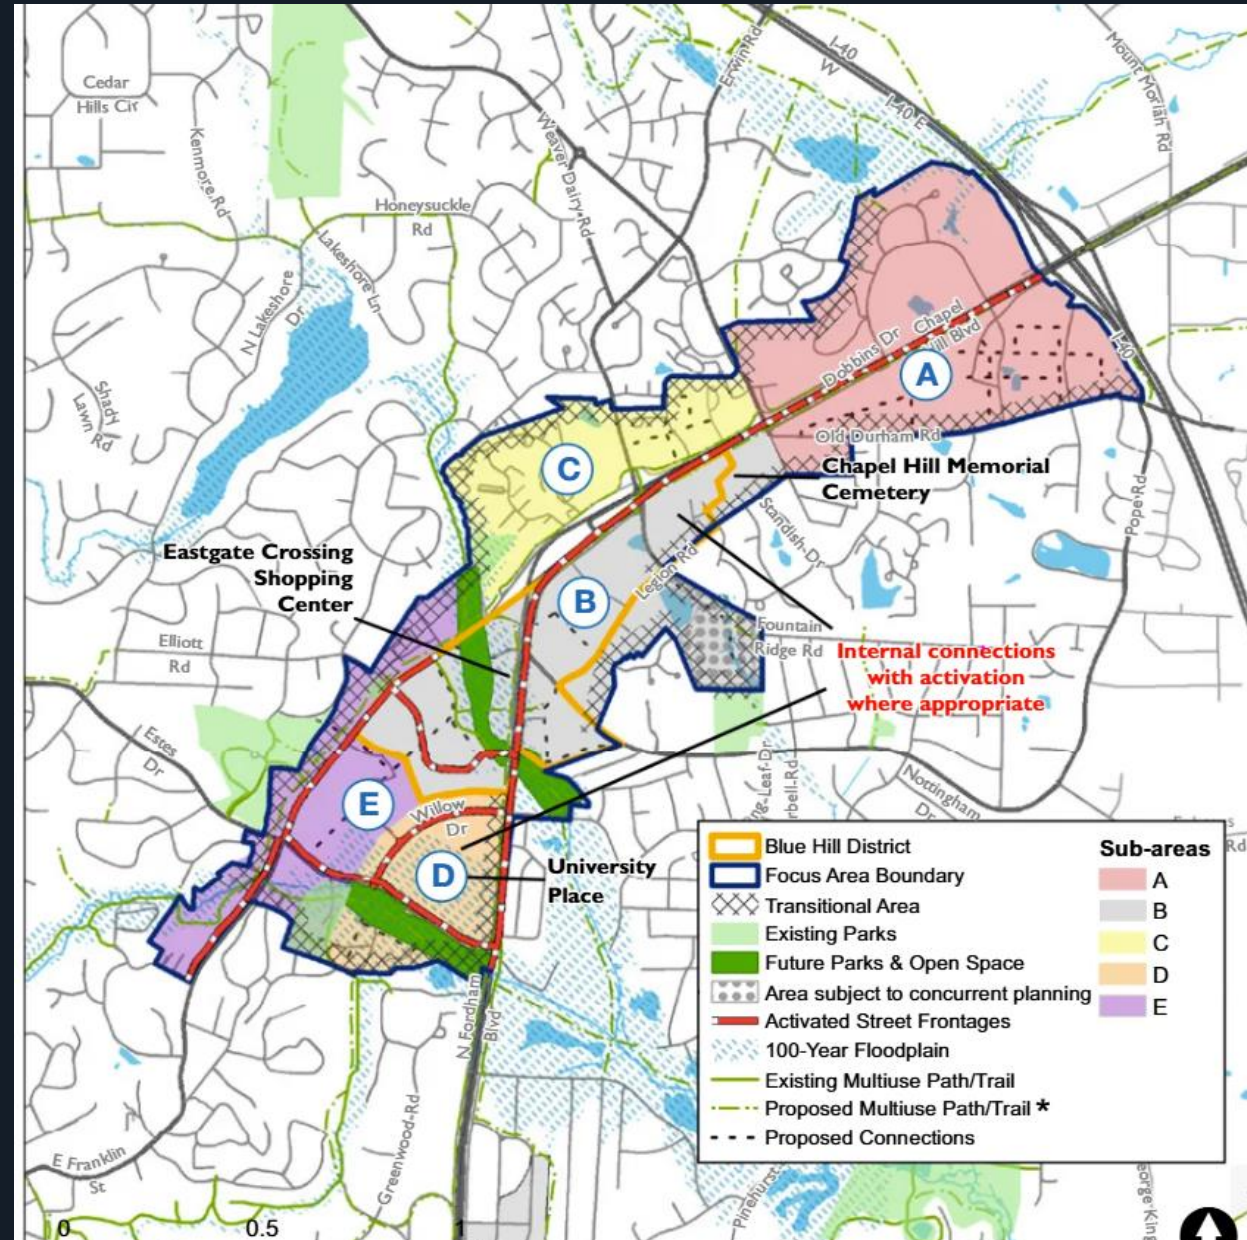 I-40
W
Erwin Rd
Mount Moriah Rd
Cedar
Hills Cir
I-40 E
Kenmore Rd
Weaver Dairy Rd
Honeysuckle
Rd
Lakeshore Ln
N Lakeshore
Dr
Chapel
Hill Blvd
Dobbins Dr
I-40
A
Shady
Lawn Rd
Old Durham Rd
C
Chapel Hill Memorial
Cemetery
Pope Rd
Standish Dr
Eastgate Crossing
Shopping
Center
Legion Rd
B
Fountain
Ridge Rd
Elliott
Rd
Internal connections
with activation
where appropriate
Estes
Dr
Nottingham
Dr
E
Willow
Dr
D
University
Place
Rd
N Fordham
Blvd
Greenwood Rd
E Franklin
St
Pinehurst
0
0.5
1
Blue Hill District
Focus Area Boundary
Transitional Area
Existing Parks
Future Parks & Open Space
Area subject to concurrent planning
Activated Street Frontages
100-Year Floodplain
Existing Multiuse Path/Trail
Proposed Multiuse Path/Trail *
Proposed Connections
Sub-areas
A
B
C
D
E